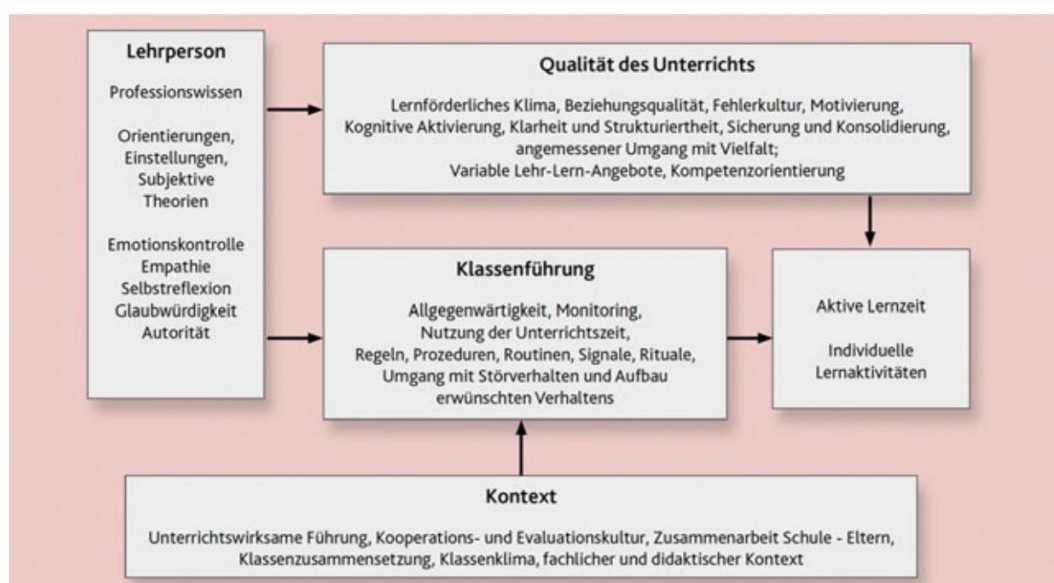 Lehrperson
Professionswissen
Orientierungen,
Einstellungen,
Subjektive
Theorien
Emotionskontrolle
Empathie
Selbstreflexion
Glaubwürdigkeit
Autorität
Qualität des Unterrichts
Lernförderliches Klima, Beziehungsqualität, Fehlerkultur, Motivierung,
Kognitive Aktivierung, Klarheit und Strukturiertheit, Sicherung und Konsolidierung,
angemessener Umgang mit Vielfalt;
Variable Lehr-Lern-Angebote, Kompetenzorientierung
Klassenführung
Allgegenwärtigkeit, Monitoring,
Nutzung der Unterrichtszeit,
Regeln, Prozeduren, Routinen, Signale, Rituale,
Umgang mit Störverhalten und Aufbau
erwünschten Verhaltens
Aktive Lernzeit
Individuelle
Lernaktivitäten
Kontext
Unterrichtswirksame Führung, Kooperations- und Evaluationskultur, Zusammenarbeit Schule - Eltern,
Klassenzusammensetzung, Klassenklima, fachlicher und didaktischer Kontext